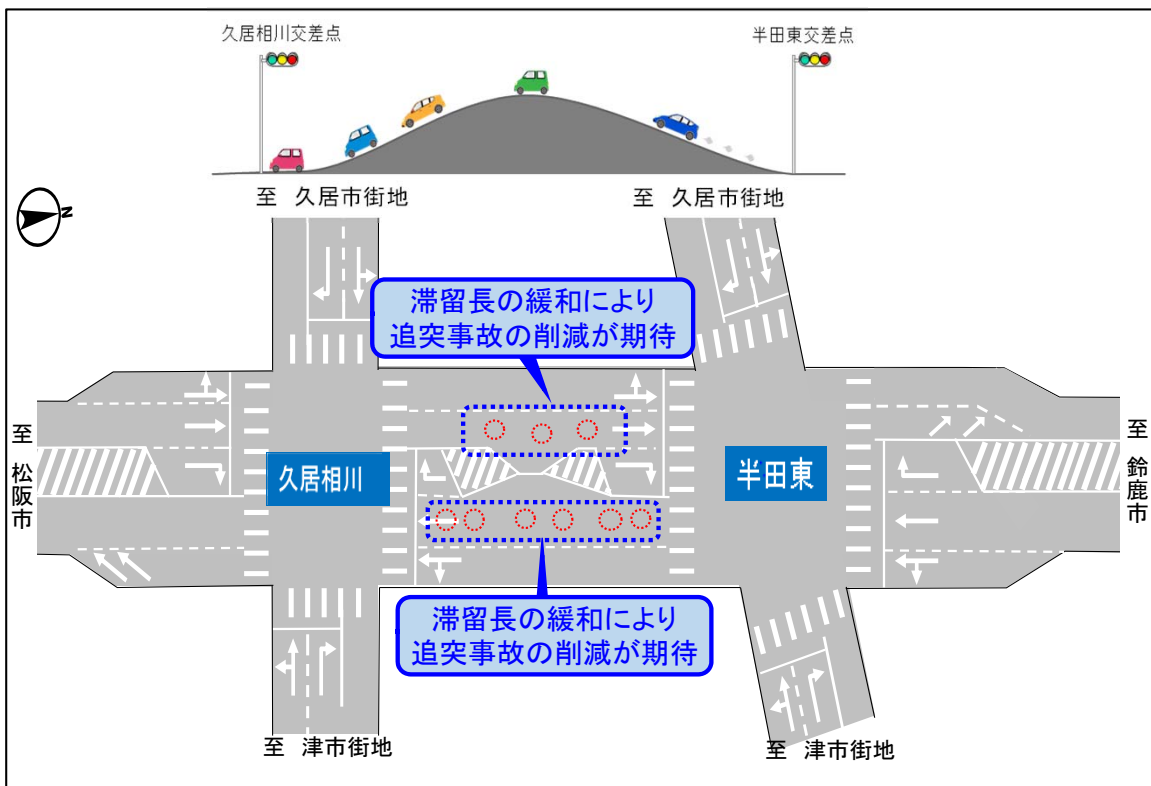 久居相川交差点
半田東交差点
至 久居市街地
至 久居市街地
N
滞留長の緩和により
追突事故の削減が期待
至 松阪市
久居相川
半田東
至 鈴鹿市
滞留長の緩和により
追突事故の削減が期待
至 津市街地
至 津市街地